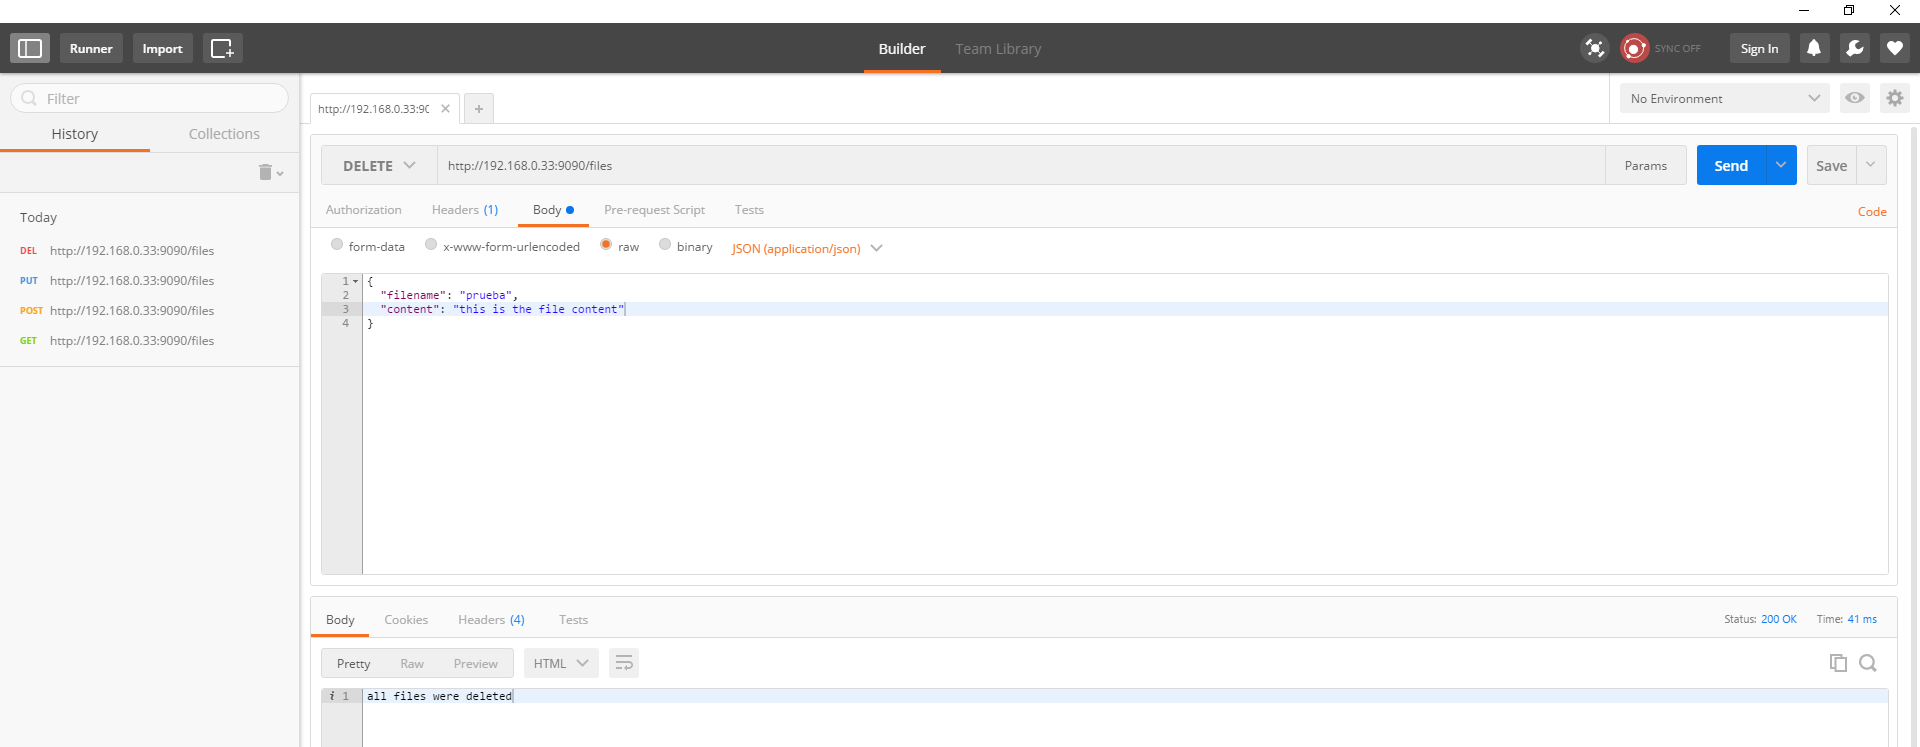 Runner Import Builder Team Library SYNC OFF Sign In
Filter
History Collections
Today
DEL http://192.168.0.33:9090/files
PUT http://192.168.0.33:9090/files
POST http://192.168.0.33:9090/files
GET http://192.168.0.33:9090/files
http://192.168.0.33:90 + No Environment
DELETE http://192.168.0.33:9090/files Params Send Save
Authorization Headers (1) Body Pre-request Script Tests Code
form-data x-www-form-urlencoded raw binary JSON (application/json)
1 {
2 "filename": "prueba",
3 "content": "this is the file content"
4 }
Body Cookies Headers (4) Tests Status: 200 OK Time: 41 ms
Pretty Raw Preview HTML
i 1 all files were deleted